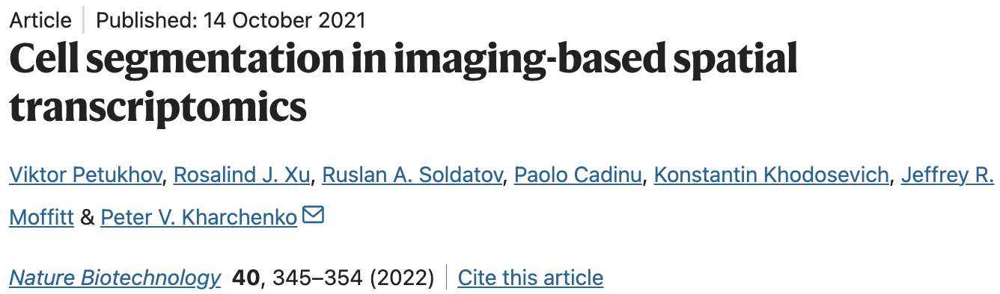 Article | Published: 14 October 2021
Cell segmentation in imaging-based spatial
transcriptomics
Viktor Petukhov, Rosalind J. Xu, Ruslan A. Soldatov, Paolo Cadinu, Konstantin Khodosevich, Jeffrey R.
Moffitt & Peter V. Kharchenko
Nature Biotechnology 40, 345–354 (2022) | Cite this article